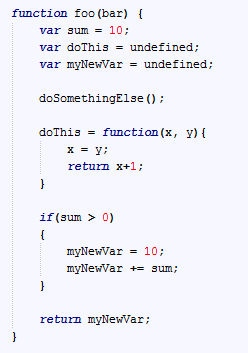 function foo(bar) {
    var sum = 10;
    var doThis = undefined;
    var myNewVar = undefined;

    doSomethingElse();

    doThis = function(x, y){
        x = y;
        return x+1;
    }

    if(sum > 0)
    {
        myNewVar = 10;
        myNewVar += sum;
    }

    return myNewVar;
}